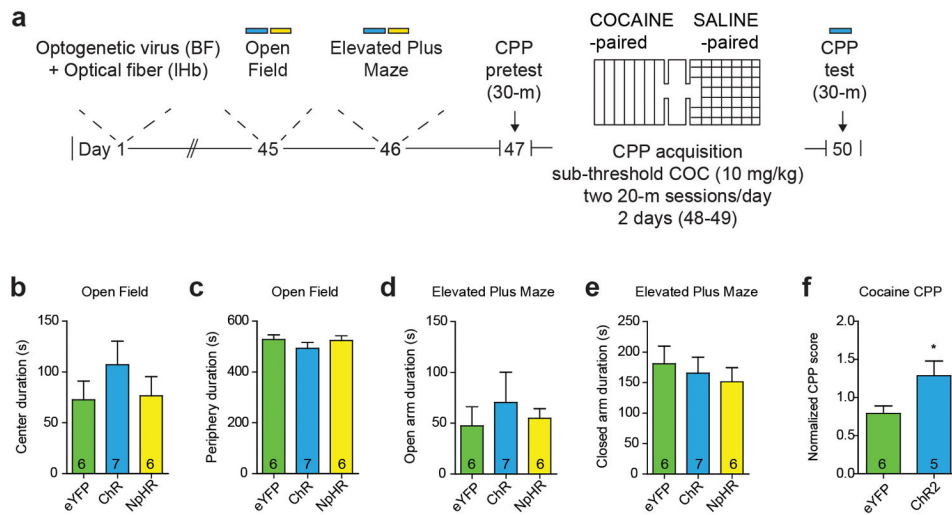 a
Optogenetic virus (BF)
+ Optical fiber (lHb)
Open
Field
Elevated Plus
Maze
CPP
pretest
(30-m)
COCAINE
-paired
SALINE
-paired
CPP
test
(30-m)
Day 1
45
46
47
50
CPP acquisition
sub-threshold COC (10 mg/kg)
two 20-m sessions/day
2 days (48-49)
b
Open Field
Center duration (s)
150
100
50
0
6
7
6
eYFP
ChR
NpHR
c
Open Field
Periphery duration (s)
600
400
200
0
6
7
6
eYFP
ChR
NpHR
d
Elevated Plus Maze
Open arm duration (s)
150
100
50
0
6
7
6
eYFP
ChR
NpHR
e
Elevated Plus Maze
Closed arm duration (s)
250
200
150
100
50
0
6
7
6
eYFP
ChR
NpHR
f
Cocaine CPP
Normalized CPP score
2.0
1.5
1.0
0.5
0.0
*
6
5
eYFP
ChR2